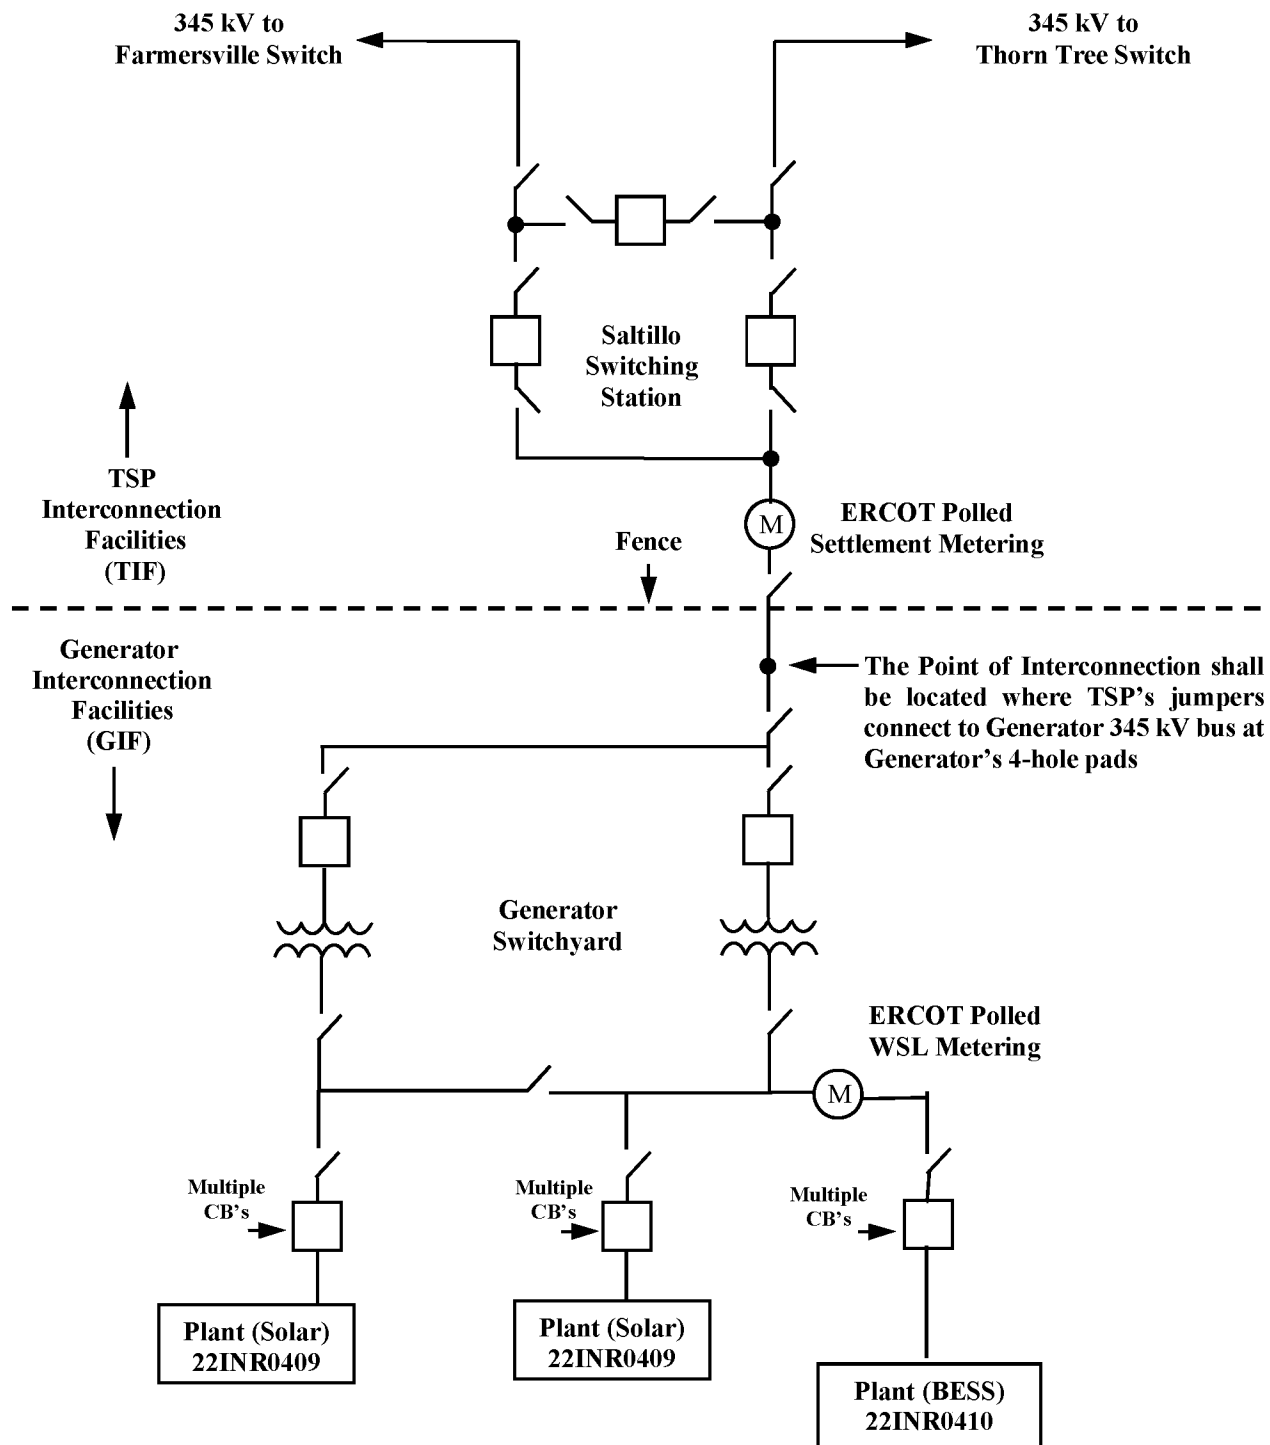 345 kV to
Farmersville Switch
345 kV to
Thorn Tree Switch
Saltillo
Switching
Station
TSP
Interconnection
Facilities
(TIF)
M
ERCOT Polled
Settlement Metering
Fence
Generator
Interconnection
Facilities
(GIF)
The Point of Interconnection shall
be located where TSP's jumpers
connect to Generator 345 kV bus at
Generator's 4-hole pads
Generator
Switchyard
ERCOT Polled
WSL Metering
M
Multiple
CB's
Multiple
CB's
Multiple
CB's
Plant (Solar)
22INR0409
Plant (Solar)
22INR0409
Plant (BESS)
22INR0410